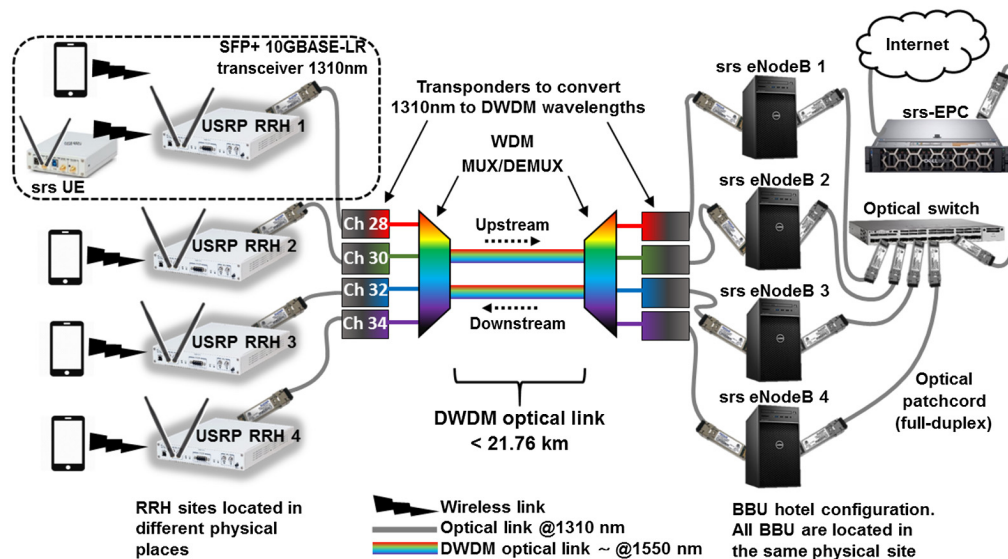 SFP+ 10GBASE-LR
transceiver 1310nm
USRP RRH 1
srs UE
USRP RRH 2
USRP RRH 3
USRP RRH 4
RRH sites located in
different physical
places
Transponders to convert
1310nm to DWDM wavelengths
WDM
MUX/DEMUX
Ch 28
Ch 30
Ch 32
Ch 34
Upstream
Downstream
DWDM optical link
< 21.76 km
Wireless link
Optical link @1310 nm
DWDM optical link ~ @1550 nm
srs eNodeB 1
srs eNodeB 2
srs eNodeB 3
srs eNodeB 4
Internet
srs-EPC
Optical switch
Optical
patchcord
(full-duplex)
BBU hotel configuration.
All BBU are located in
the same physical site